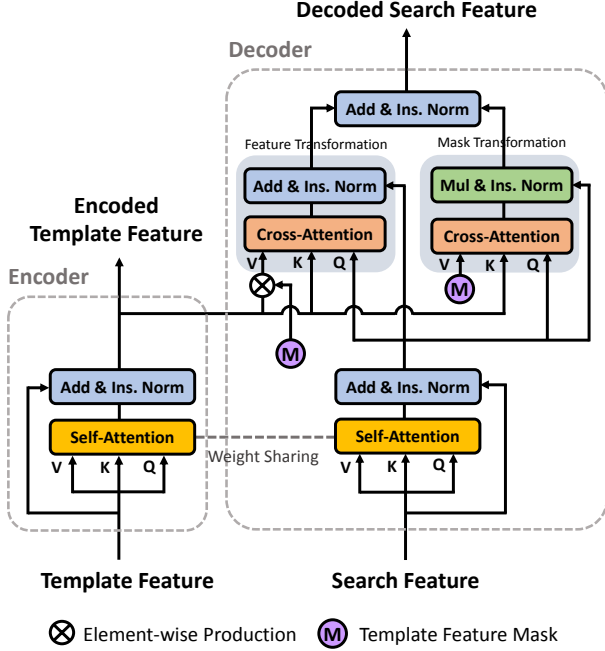 Decoded Search Feature
Decoder
Add & Ins. Norm
Feature Transformation
Mask Transformation
Add & Ins. Norm
Mul & Ins. Norm
Encoded
Template Feature
Cross-Attention
Cross-Attention
V K Q
V K Q
M
Encoder
M
Add & Ins. Norm
Add & Ins. Norm
Self-Attention
Self-Attention
Weight Sharing
V K Q
V K Q
Template Feature
Search Feature
Element-wise Production
M Template Feature Mask